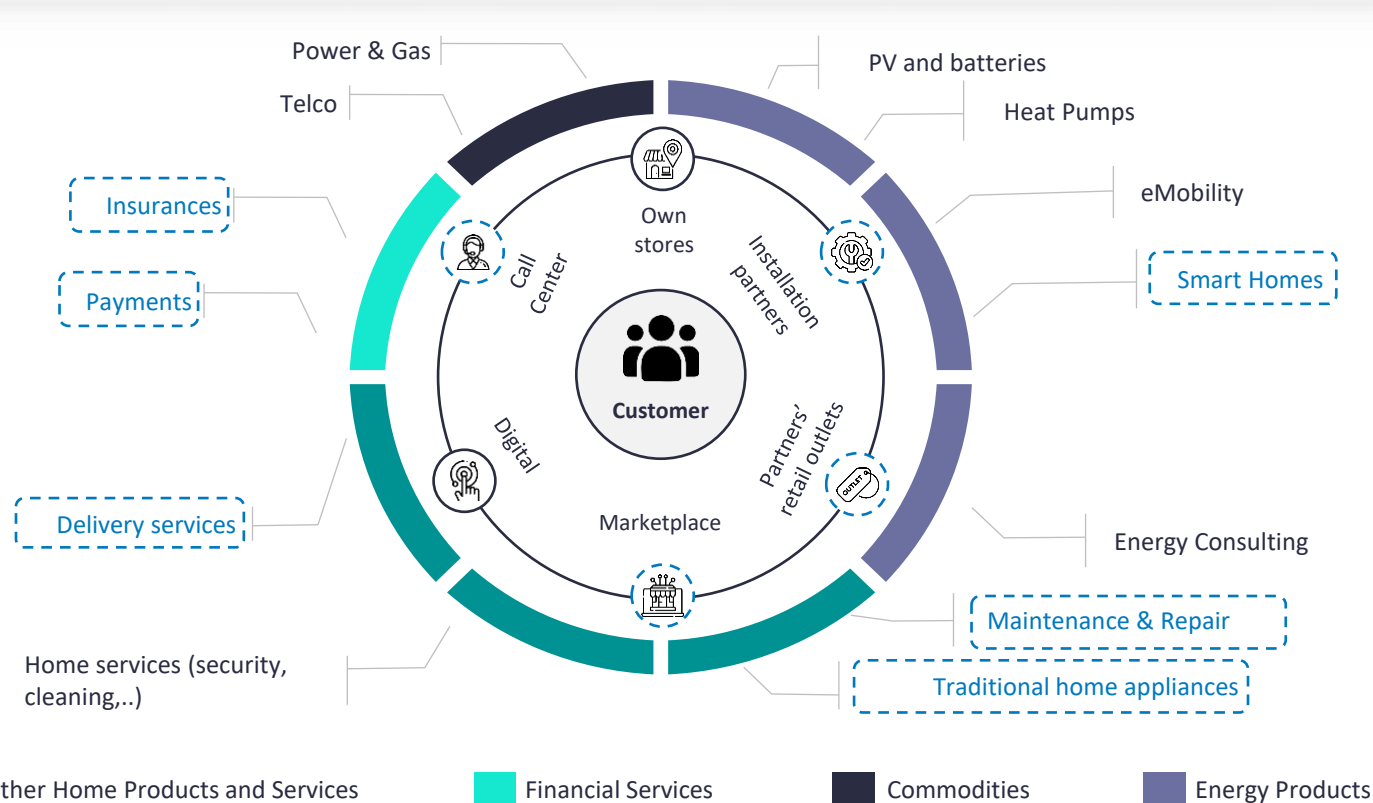 Power & Gas
PV and batteries
Telco
Heat Pumps
Insurances
eMobility
Own
stores
Call
Center
Installation
partners
Smart Homes
Payments
Customer
Digital
Partners’
retail outlets
OUTLET
Marketplace
Delivery services
Energy Consulting
Maintenance & Repair
Home services (security,
cleaning,..)
Traditional home appliances
ther Home Products and Services
Financial Services
Commodities
Energy Products